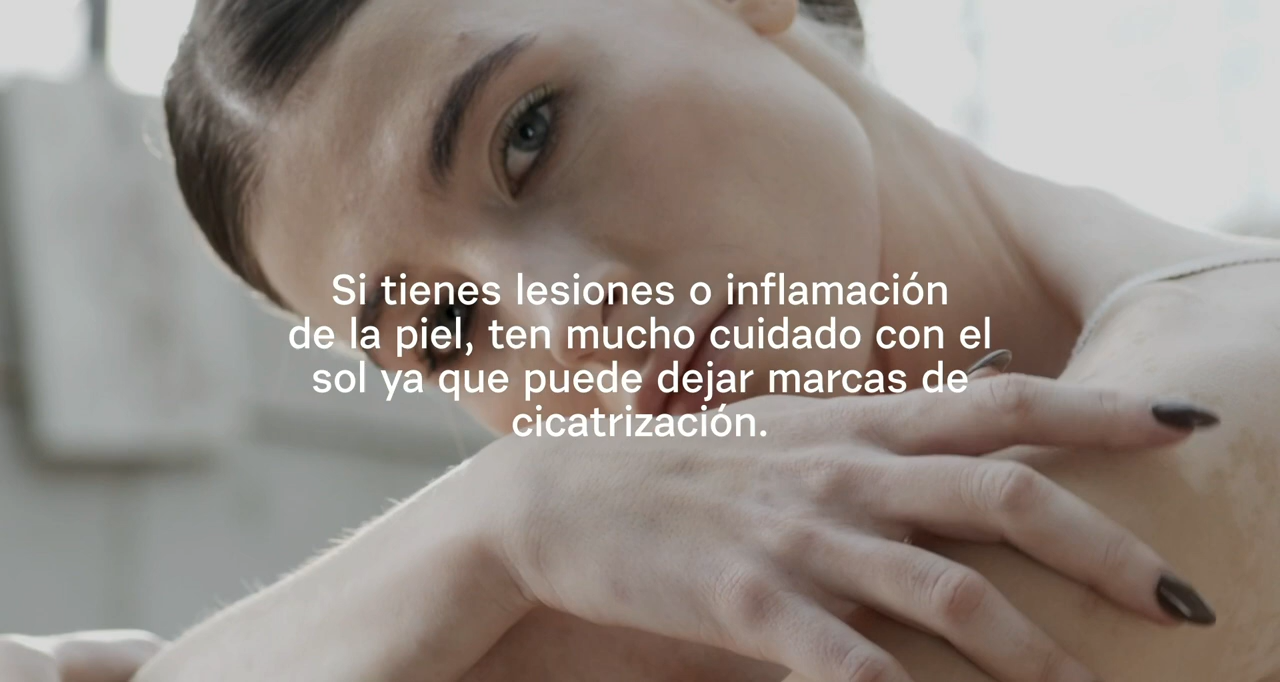 Si tienes lesiones o inflamación
de la piel, ten mucho cuidado con el
sol ya que puede dejar marcas de
cicatrización.